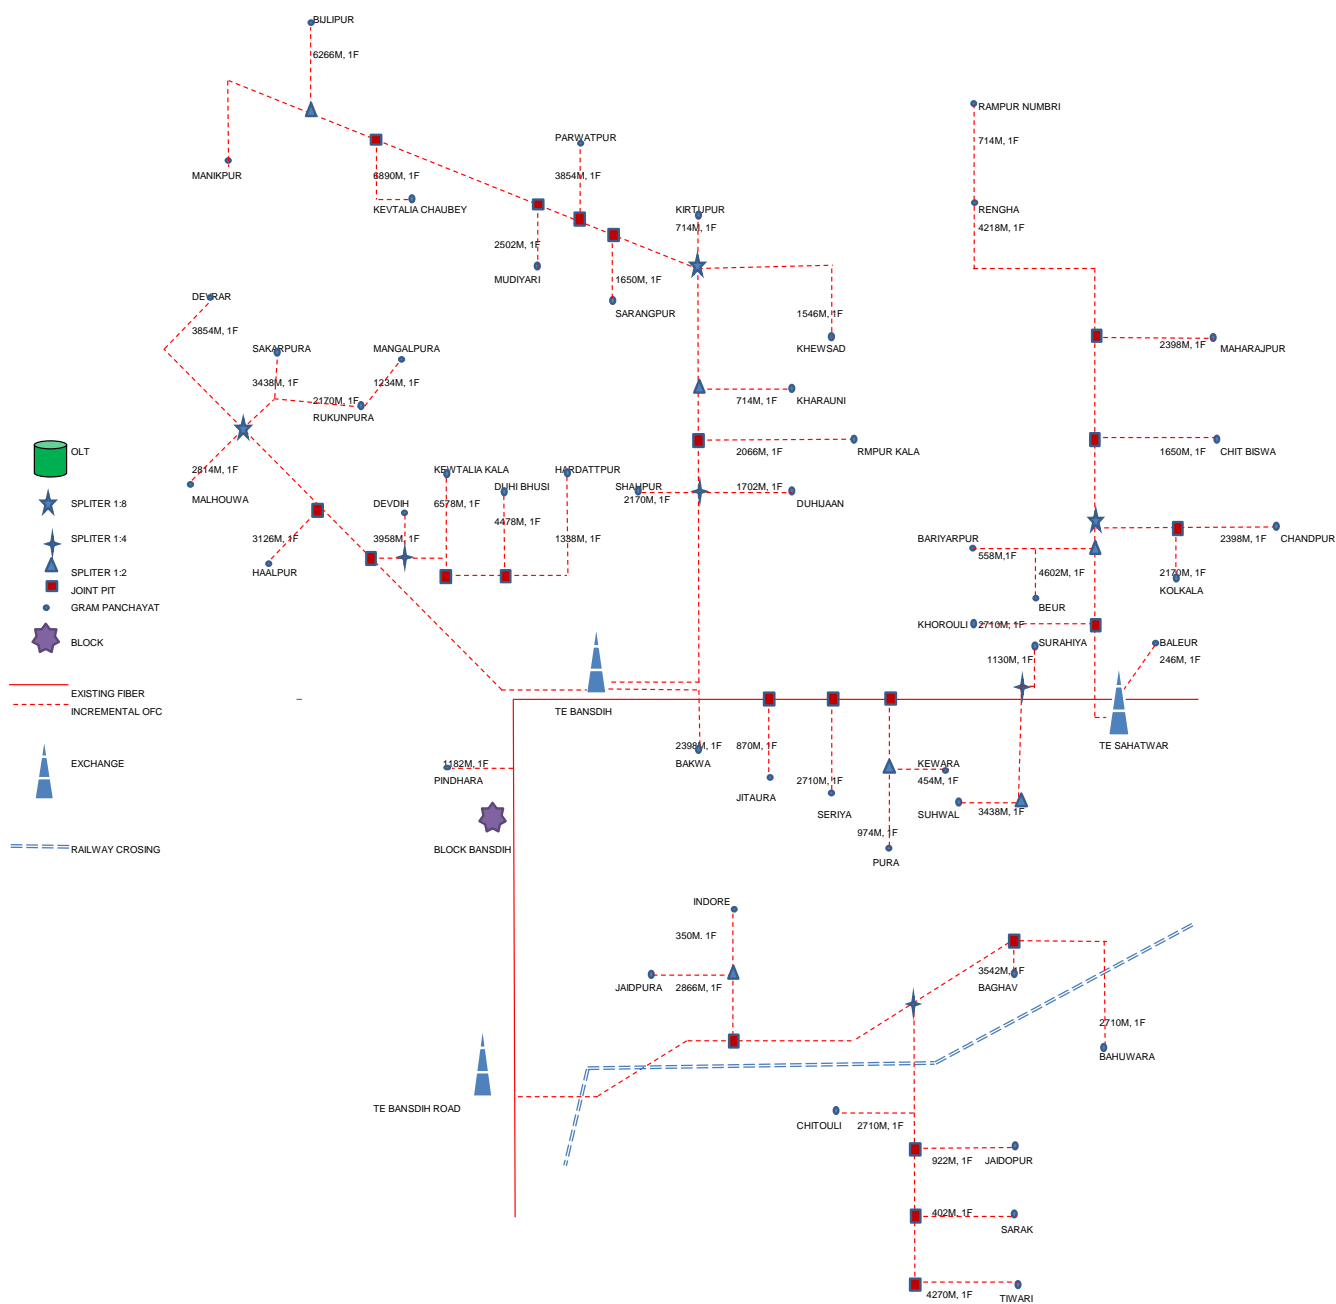 BIJLIPUR
6266M, 1F
RAMPUR NUMBRI
PARWATPUR
714M, 1F
MANIKPUR
6890M, 1F
3854M, 1F
KEVTALIA CHAUBEY
KIRTUPUR
RENGHA
714M, 1F
4218M, 1F
2502M, 1F
MUDIYARI
1650M, 1F
DEVRAR
SARANGPUR
1546M, 1F
3854M, 1F
KHEWSAD
2398M, 1F
MAHARAJPUR
SAKARPURA
MANGALPURA
3438M, 1F
1234M, 1F
2170M, 1F
714M, 1F
KHARAUNI
RUKUNPURA
OLT
2066M, 1F
RMPUR KALA
1650M, 1F
CHIT BISWA
2814M, 1F
KEWTALIA KALA
HARDATTPUR
MALHOUWA
DUHI BHUSI
SHAHPUR
1702M, 1F
2170M, 1F
DUHIJAAN
SPLITER 1:8
DEVDIH
6578M, 1F
4478M, 1F
SPLITER 1:4
3126M, 1F
3958M, 1F
1338M, 1F
BARIYARPUR
2398M, 1F
CHANDPUR
558M, 1F
HAALPUR
SPLITER 1:2
4602M, 1F
2170M, 1F
JOINT PIT
KOLKALA
GRAM PANCHAYAT
BEUR
KHOROULI
2710M, 1F
BLOCK
SURAHIYA
BALEUR
1130M, 1F
246M, 1F
EXISTING FIBER
INCREMENTAL OFC
TE BANSDIH
TE SAHATWAR
2398M, 1F
870M, 1F
BAKWA
EXCHANGE
1182M, 1F
KEWARA
PINDHARA
2710M, 1F
454M, 1F
JITAURA
SERIYA
SUHWAL
3438M, 1F
974M, 1F
RAILWAY CROSING
BLOCK BANSDIH
PURA
INDORE
350M. 1F
3542M, 1F
JAIDPURA
2866M, 1F
BAGHAV
2710M, 1F
BAHUWARA
TE BANSDIH ROAD
CHITOULI
2710M, 1F
922M, 1F
JAIDOPUR
402M, 1F
SARAK
4270M, 1F
TIWARI